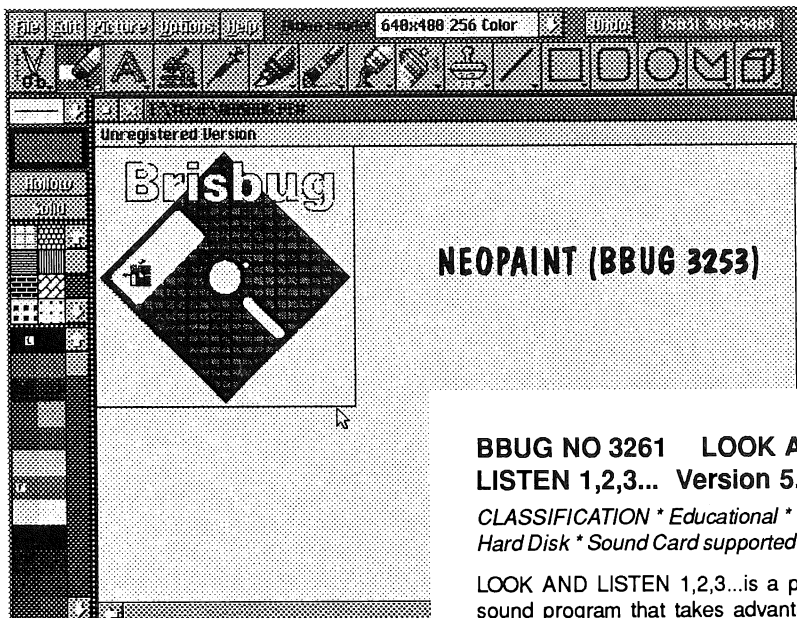 File Edit Picture Options Help 640x480 256 Color Undo
Unregistered Version
Hollow
Solid
Brisbug
NEOPAINT (BBUG 3253)
BBUG NO 3261 LOOK A
LISTEN 1,2,3... Version 5.
CLASSIFICATION * Educational *
Hard Disk * Sound Card supported
LOOK AND LISTEN 1,2,3...is a p
sound program that takes advant